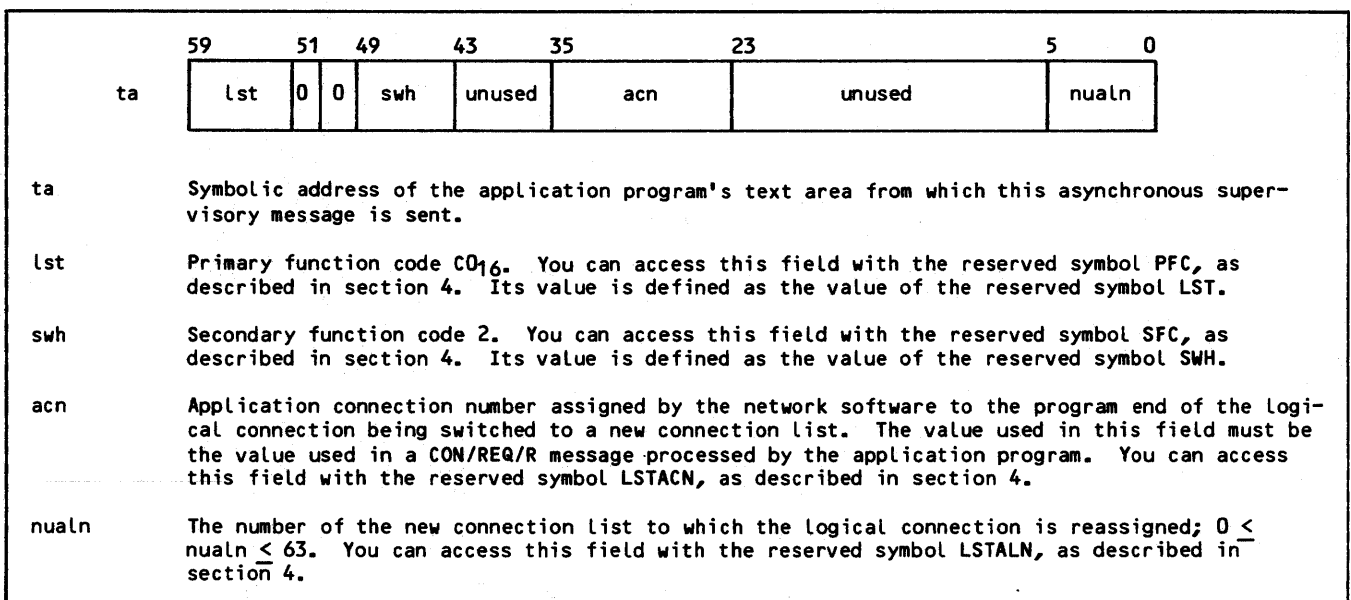 59 51 49 43 35 23 5 0
ta lst 0 0 swh unused acn unused nualn
ta Symbolic address of the application program's text area from which this asynchronous super-
visory message is sent.
lst Primary function code C0₁₆. You can access this field with the reserved symbol PFC, as
described in section 4. Its value is defined as the value of the reserved symbol LST.
swh Secondary function code 2. You can access this field with the reserved symbol SFC, as
described in section 4. Its value is defined as the value of the reserved symbol SWH.
acn Application connection number assigned by the network software to the program end of the logi-
cal connection being switched to a new connection list. The value used in this field must be
the value used in a CON/REQ/R message processed by the application program. You can access
this field with the reserved symbol LSTACN, as described in section 4.
nualn The number of the new connection list to which the logical connection is reassigned; 0 ≤
nualn ≤ 63. You can access this field with the reserved symbol LSTALN, as described in
section 4.